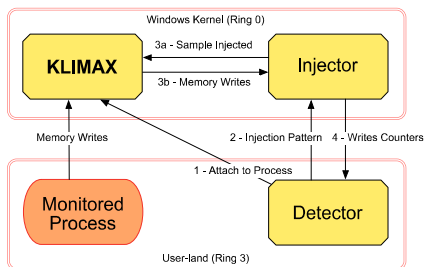 Windows Kernel (Ring 0)
KLIMAX
3a - Sample Injected
3b - Memory Writes
Injector
Memory Writes
2 - Injection Pattern
4 - Writes Counters
1 - Attach to Process
Monitored
Process
Detector
User-land (Ring 3)